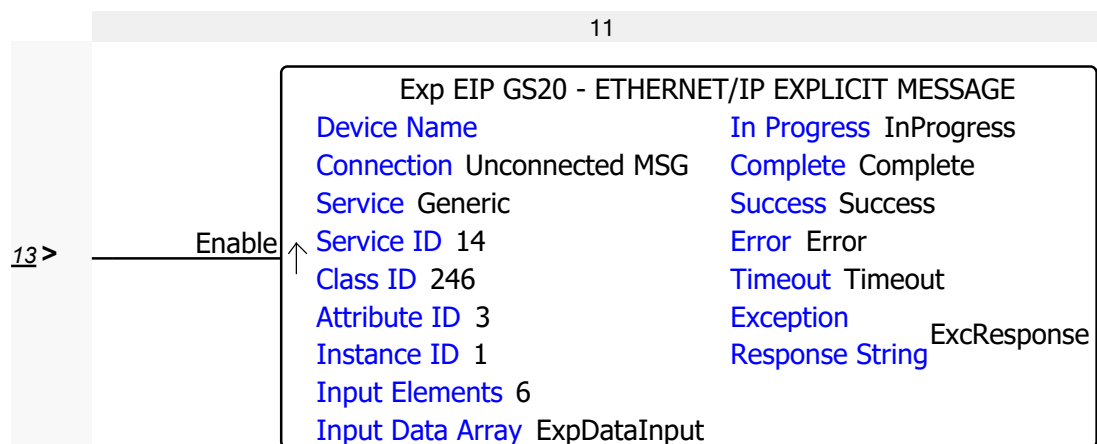 11
Exp EIP GS20 - ETHERNET/IP EXPLICIT MESSAGE
Device Name In Progress InProgress
Connection Unconnected MSG Complete Complete
Service Generic Success Success
13 > Enable Service ID 14 Error Error
Class ID 246 Timeout Timeout
Attribute ID 3 Exception ExcResponse
Instance ID 1 Response String
Input Elements 6
Input Data Array ExpDataInput